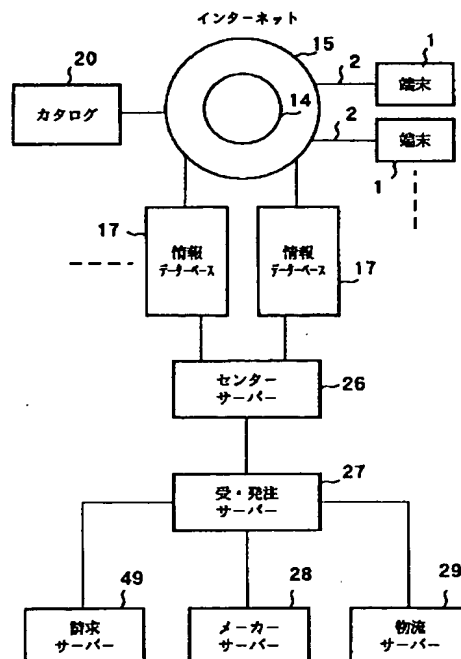 インターネット
20
15
2
1
カタログ
14
端末
2
端末
1
17
情報
データーベース
情報
データーベース
17
センター
サーバー
26
27
受・発注
サーバー
49
28
29
請求
サーバー
メーカー
サーバー
物流
サーバー